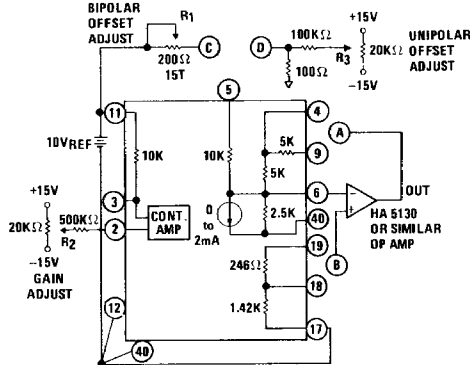 BIPOLAR
OFFSET
ADJUST
R1
C
200Ω
15T
D
100KΩ
R3
100Ω
+15V
20KΩ
-15V
UNIPOLAR
OFFSET
ADJUST
5
11
4
A
10VREF
10K
10K
5K
9
5K
3
6
OUT
+15V
20KΩ
500KΩ
R2
2
CONT.
AMP
0
to
2mA
2.5K
40
HA 5130
OR SIMILAR
OP AMP
-15V
GAIN
ADJUST
19
B
246Ω
18
12
1.42K
17
40